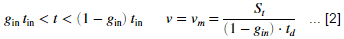 g_in t_in < t < (1 − g_in) t_in    v = v_m = S_t / ((1 − g_in) · t_d)    ... [2]